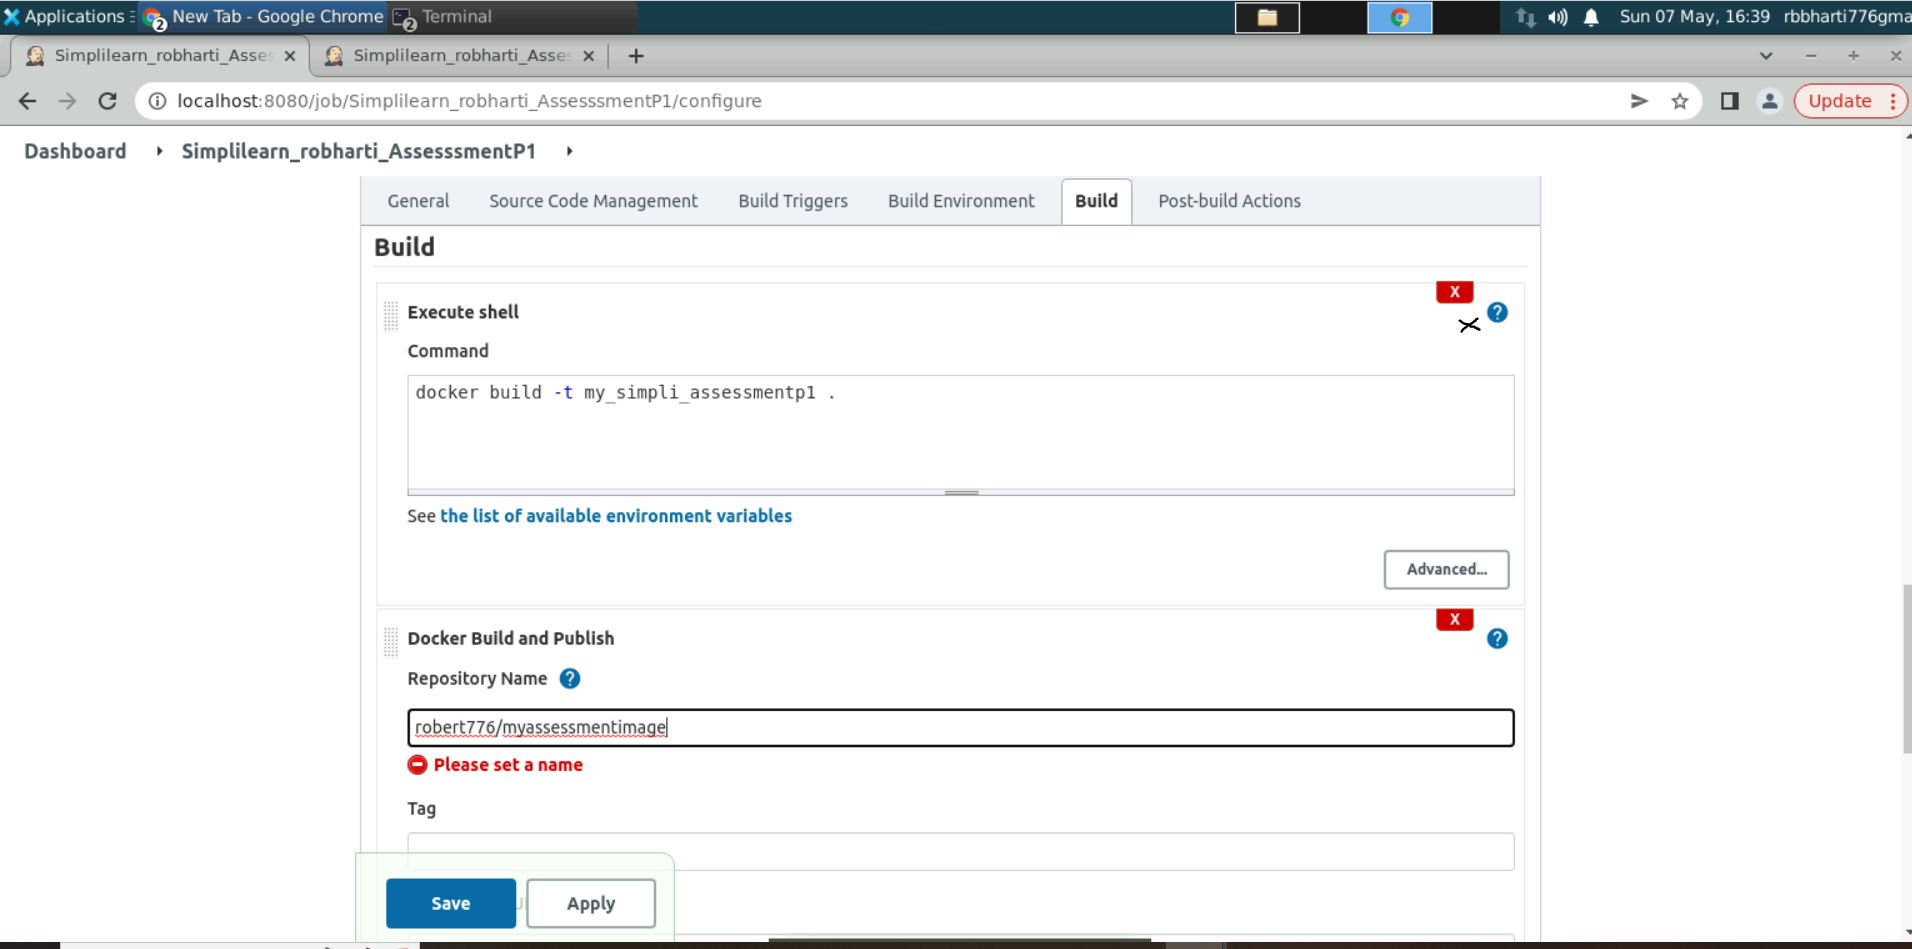 Applications
New Tab - Google Chrome
Terminal
Sun 07 May, 16:39
rbbharti776gma
Simplilearn_robharti_Asses
Simplilearn_robharti_Asses
localhost:8080/job/Simplilearn_robharti_AssesssmentP1/configure
Update
Dashboard
Simplilearn_robharti_AssesssmentP1
General
Source Code Management
Build Triggers
Build Environment
Build
Post-build Actions
Build
X
Execute shell
?
Command
docker build -t my_simpli_assessmentp1 .
See the list of available environment variables
Advanced...
X
Docker Build and Publish
?
Repository Name ?
robert776/myassessmentimage
Please set a name
Tag
Save
Apply